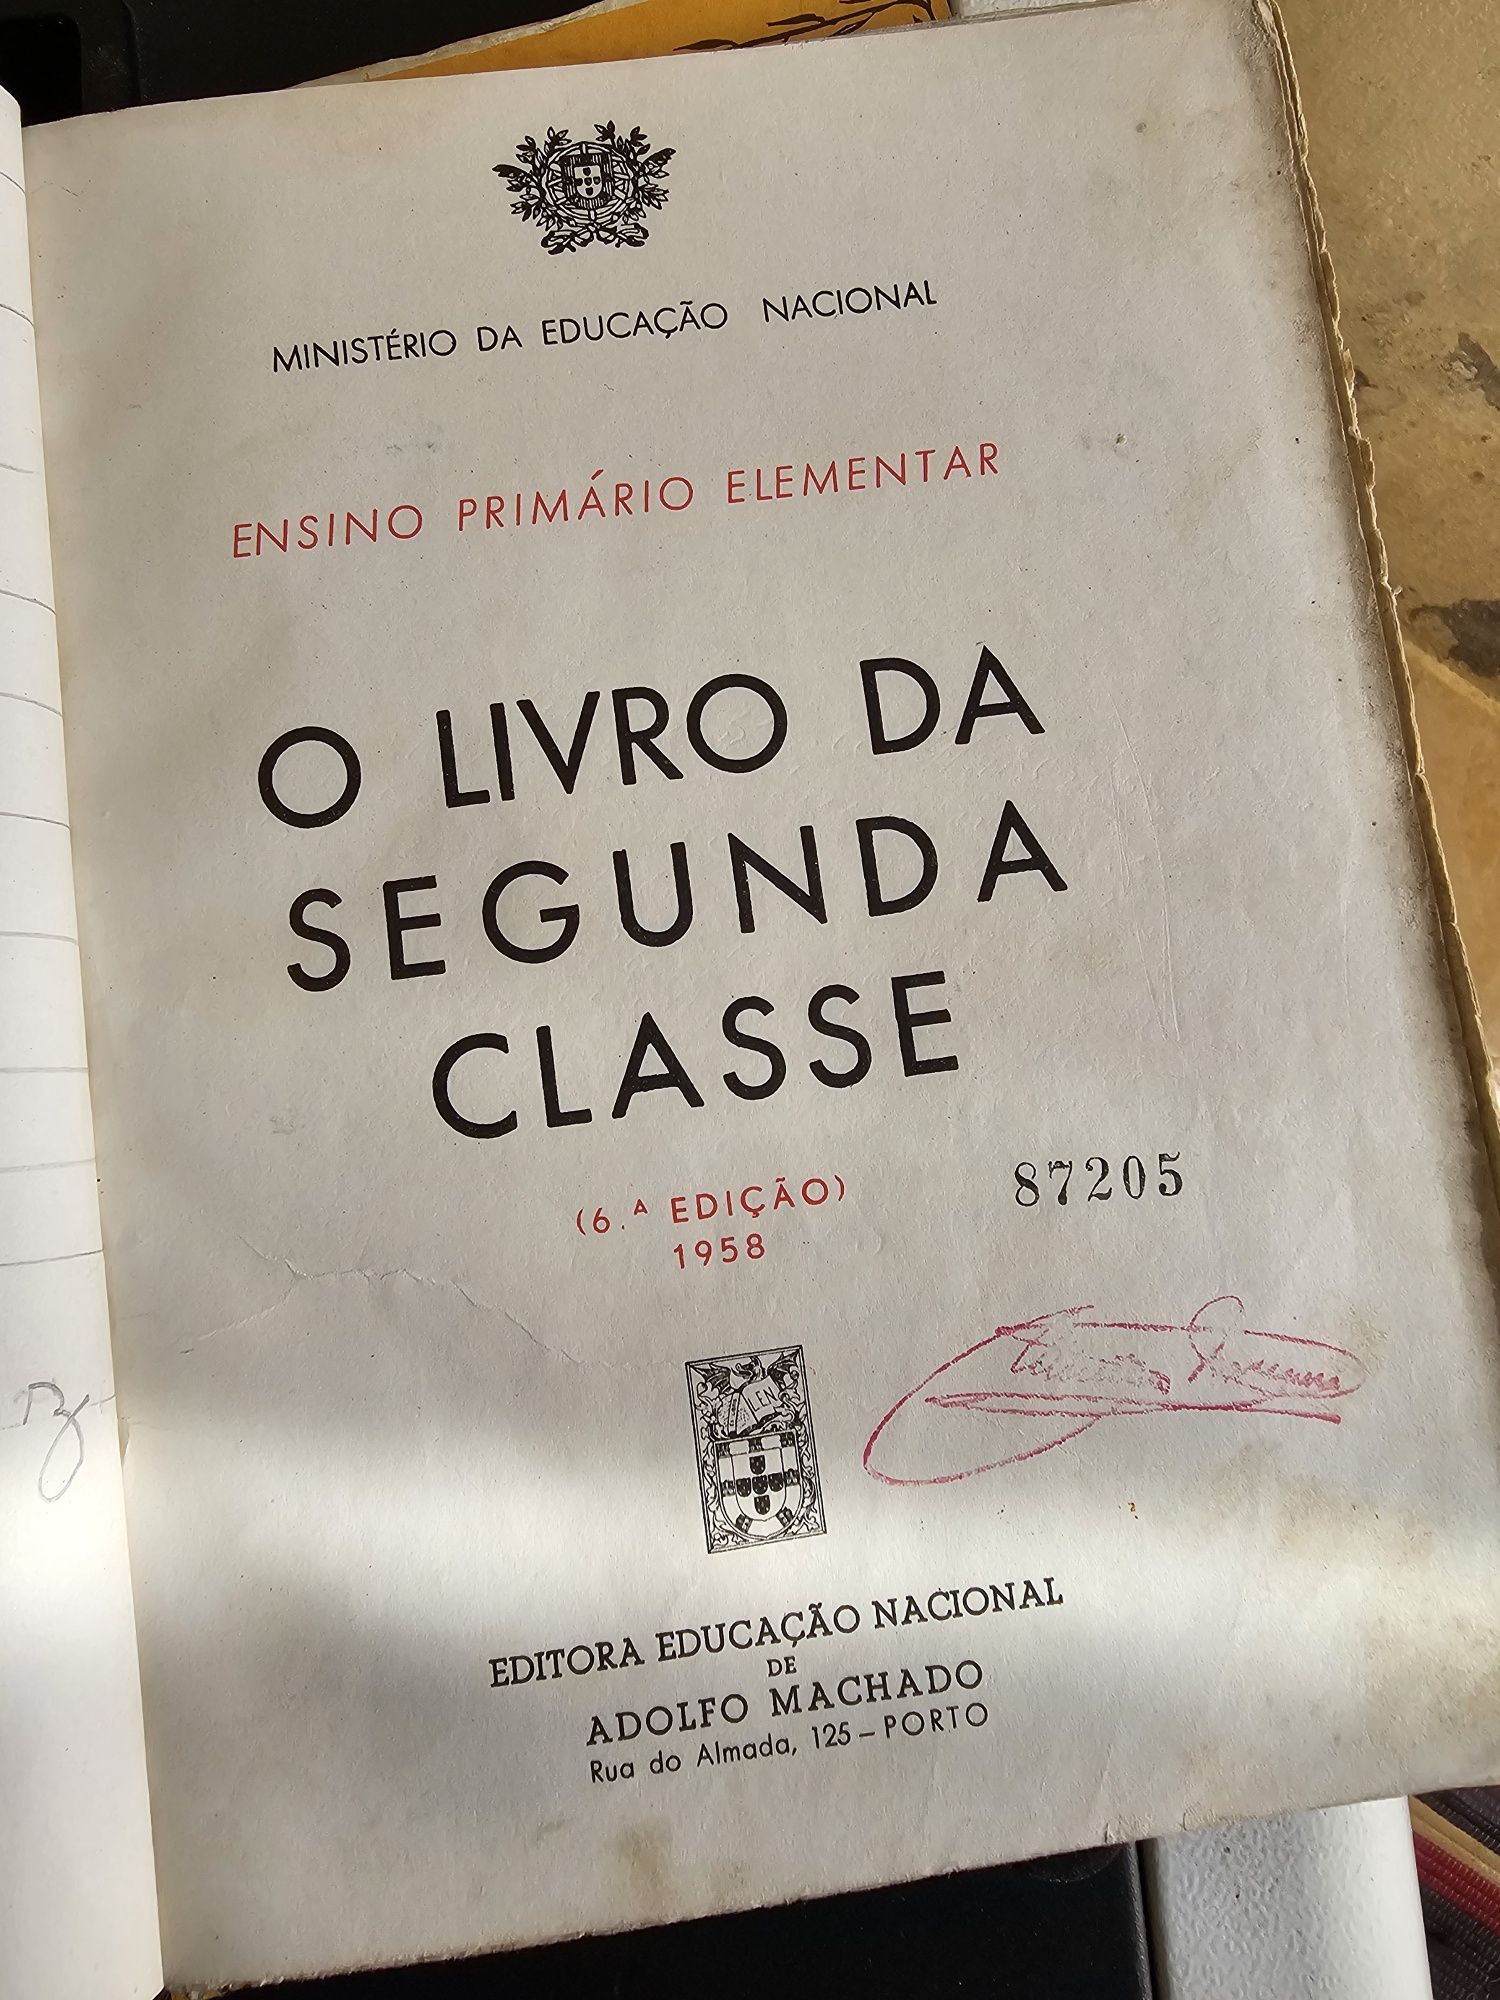 MINISTÉRIO DA EDUCAÇÃO NACIONAL
ENSINO PRIMÁRIO ELEMENTAR
O LIVRO DA
SEGUNDA
CLASSE
(6.ª EDIÇÃO)
1958
87205
EDITORA EDUCAÇÃO NACIONAL
DE
ADOLFO MACHADO
Rua do Almada, 125 – PORTO